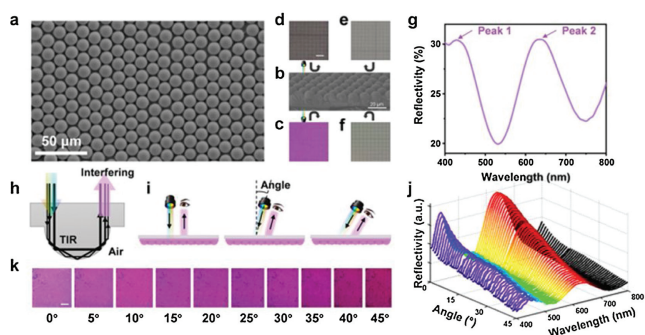 a
50 μm
d
e
b
20 μm
c
f
g
Peak 1
Peak 2
Reflectivity (%)
30
25
20
400
500
600
700
800
Wavelength (nm)
h
Interfering
TIR
Air
i
Angle
j
Reflectivity (a.u.)
0
15
30
45
Angle (°)
400
500
600
700
800
Wavelength (nm)
k
0° 5° 10° 15° 20° 25° 30° 35° 40° 45°